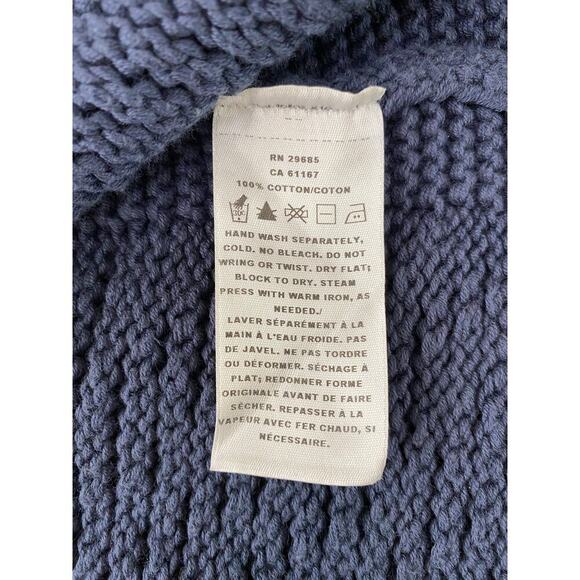 RN 29685
CA 61167
100% COTTON/COTON
HAND WASH SEPARATELY,
COLD. NO BLEACH. DO NOT
WRING OR TWIST. DRY FLAT;
BLOCK TO DRY. STEAM
PRESS WITH WARM IRON, AS
NEEDED./
LAVER SÉPARÉMENT À LA
MAIN À L'EAU FROIDE. PAS
DE JAVEL. NE PAS TORDRE
OU DÉFORMER. SÉCHAGE À
PLAT; REDONNER FORME
ORIGINALE AVANT DE FAIRE
SÉCHER. REPASSER À LA
VAPEUR AVEC FER CHAUD, SI
NÉCESSAIRE.